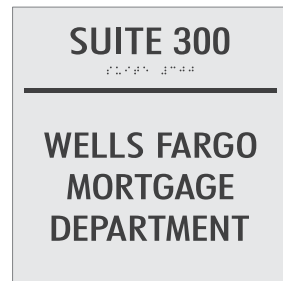 SUITE 300
⠎⠥⠊⠞⠑ ⠼⠉⠚⠚
WELLS FARGO
MORTGAGE
DEPARTMENT